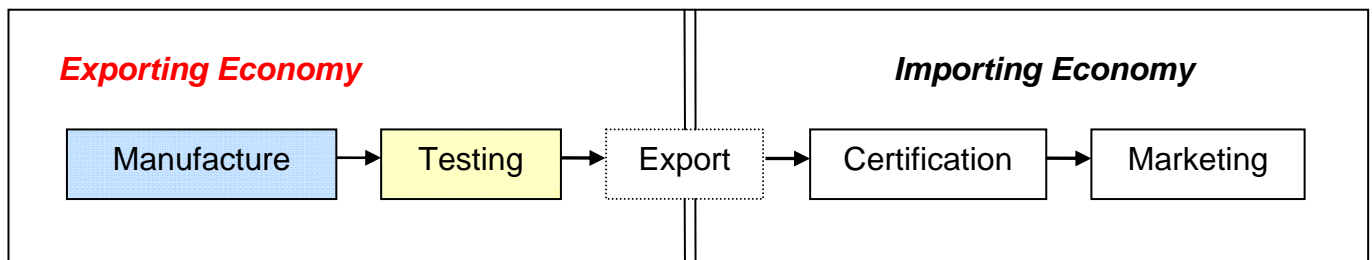 Exporting Economy
Importing Economy
Manufacture
Testing
Export
Certification
Marketing